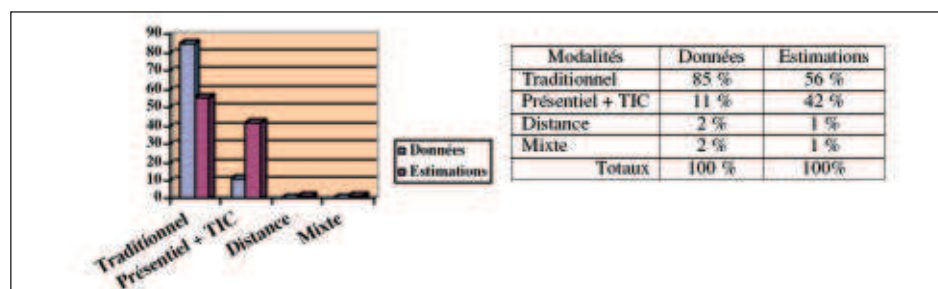 90
80
70
60
50
40
30
20
10
0
Traditionnel
Présentiel + TIC
Distance
Mixte
Données
Estimations
Modalités Données Estimations
Traditionnel 85 % 56 %
Présentiel + TIC 11 % 42 %
Distance 2 % 1 %
Mixte 2 % 1 %
Totaux 100 % 100%